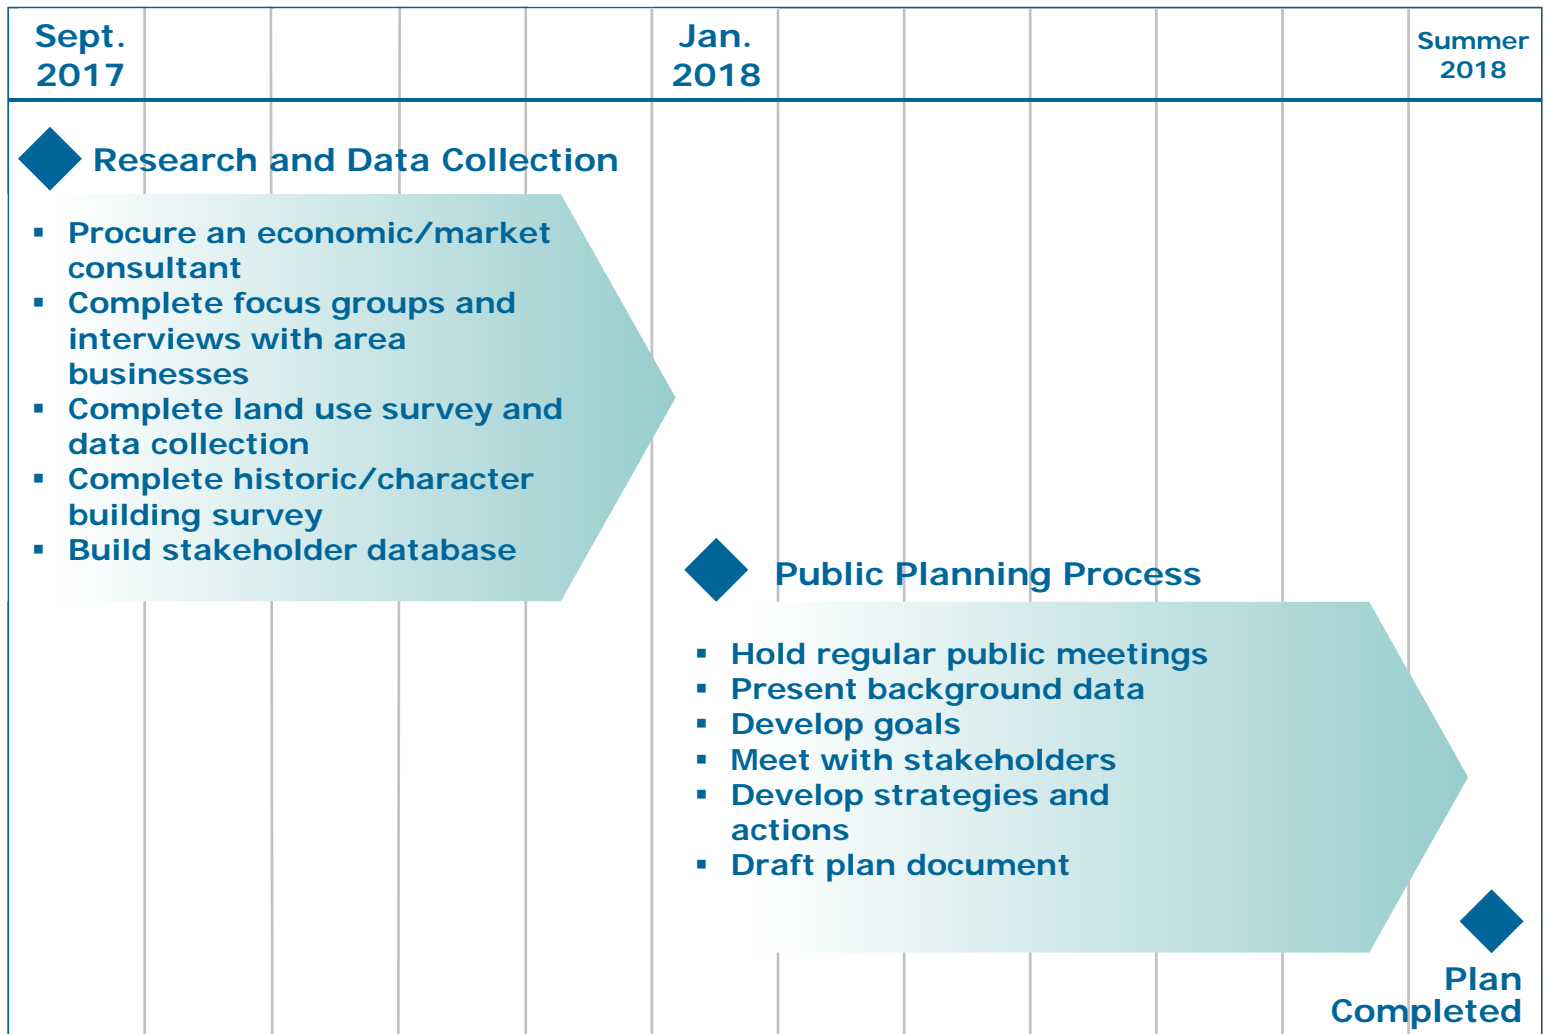 Sept.
2017
Jan.
2018
Summer
2018
Research and Data Collection
▪ Procure an economic/market
consultant
▪ Complete focus groups and
interviews with area
businesses
▪ Complete land use survey and
data collection
▪ Complete historic/character
building survey
▪ Build stakeholder database
Public Planning Process
▪ Hold regular public meetings
▪ Present background data
▪ Develop goals
▪ Meet with stakeholders
▪ Develop strategies and
actions
▪ Draft plan document
Plan
Completed